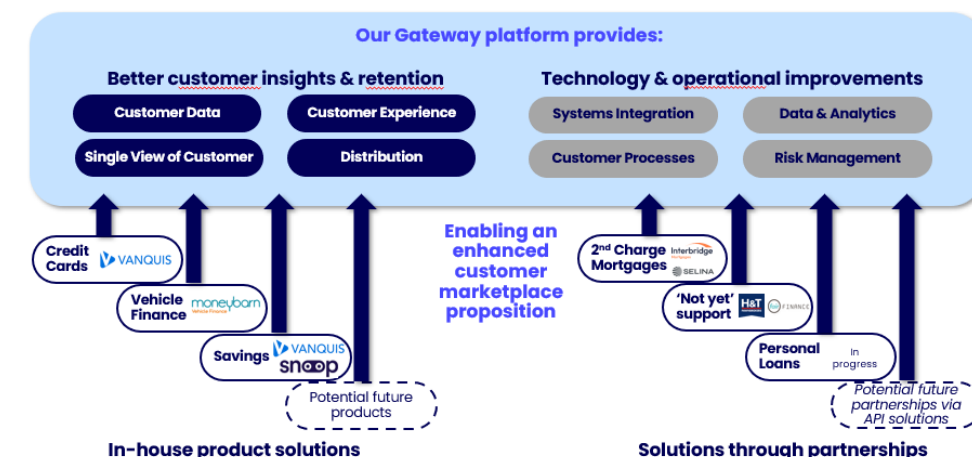 Our Gateway platform provides:
Better customer insights & retention
Customer Data
Customer Experience
Single View of Customer
Distribution
Technology & operational improvements
Systems Integration
Data & Analytics
Customer Processes
Risk Management
Enabling an
enhanced
customer
marketplace
proposition
Credit
Cards
VANQUIS
Vehicle
Finance
moneybarn
Vehicle Finance
Savings
VANQUIS
snoop
Potential future
products
In-house product solutions
2nd Charge
Mortgages
Interbridge
SELINA
‘Not yet’
support
H&T
FINANCE
Personal
Loans
In
progress
Potential future
partnerships via
API solutions
Solutions through partnerships